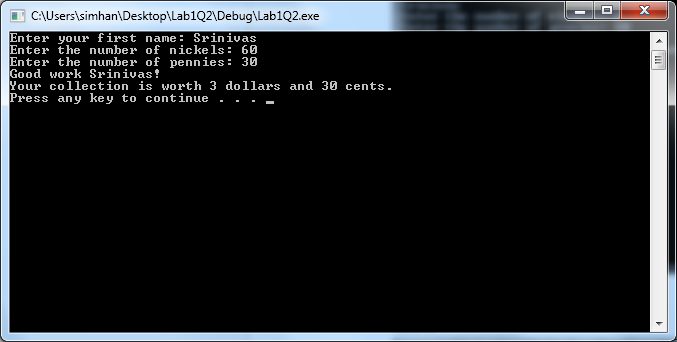 C:\Users\simhan\Desktop\Lab1Q2\Debug\Lab1Q2.exe
Enter your first name: Srinivas
Enter the number of nickels: 60
Enter the number of pennies: 30
Good work Srinivas!
Your collection is worth 3 dollars and 30 cents.
Press any key to continue . . . _